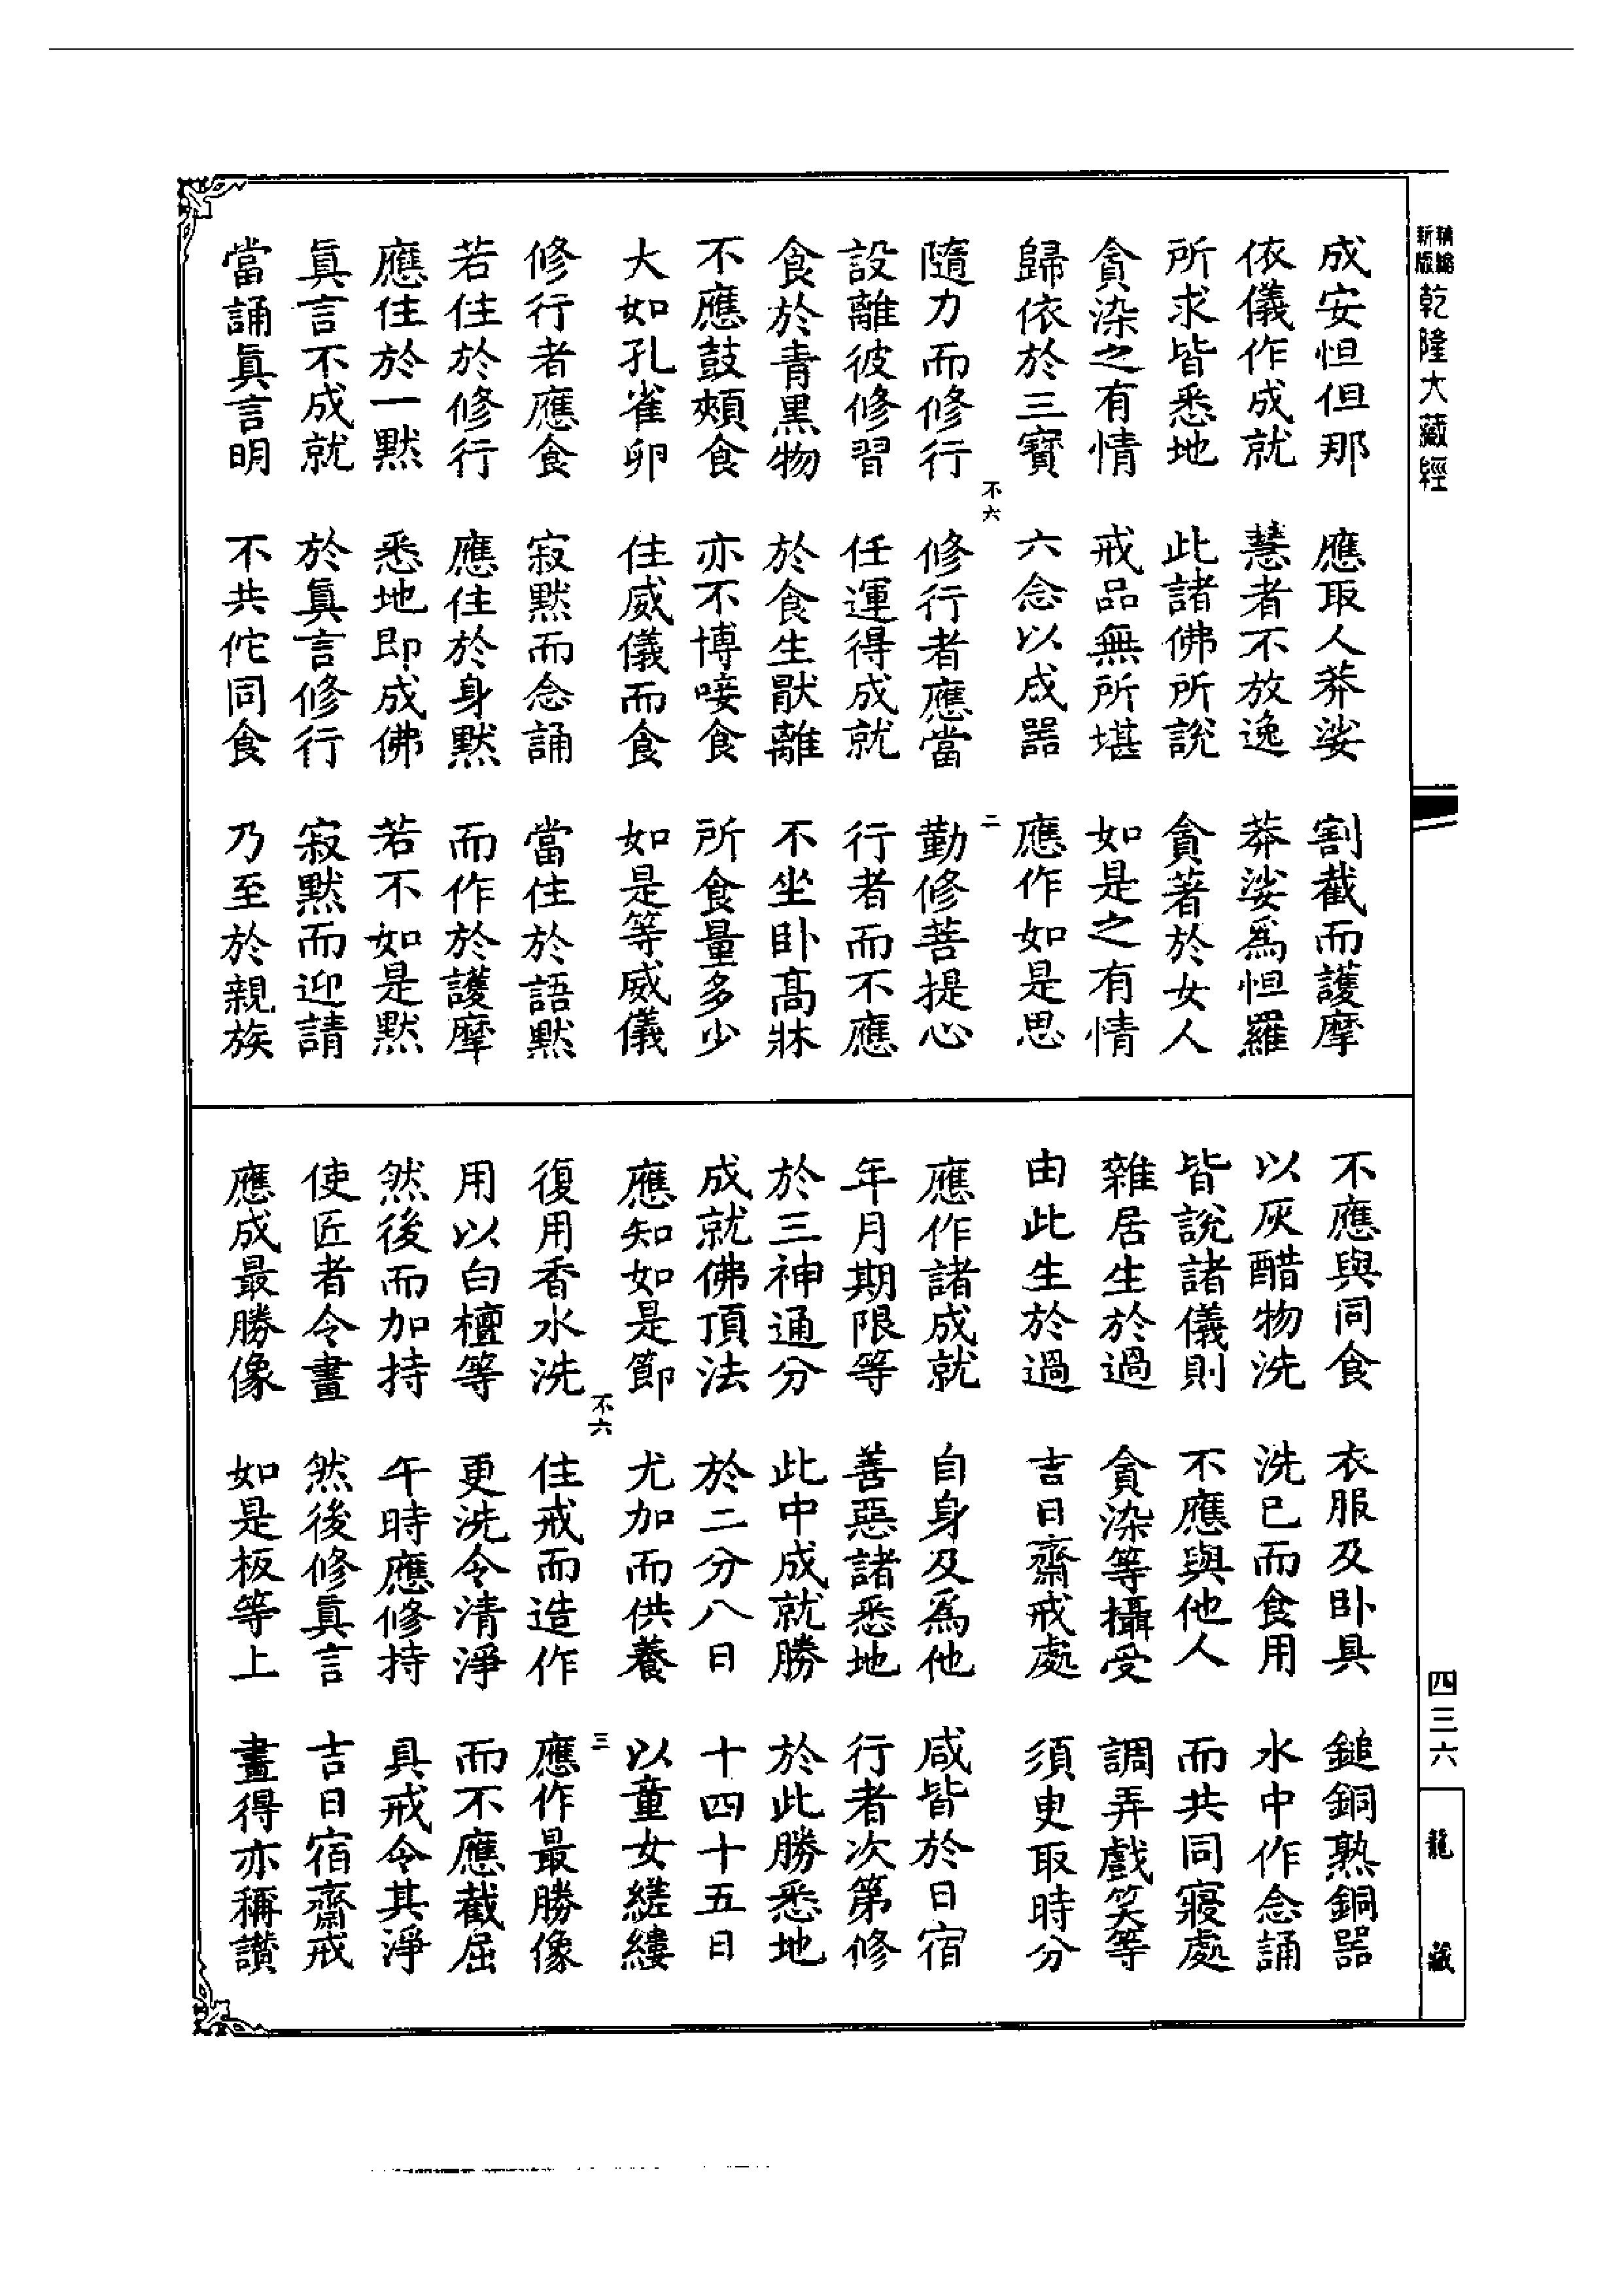 精縮新版乾隆大藏經
成安怛但那　應取人莽娑　割截而護摩
依儀作成就　慧者不放逸　莽娑爲怛羅
所求皆悉地　此諸佛所說　貪著於女人
貪染之有情　戒品無所堪　如是之有情
歸依於三寶　六念以成器　應作如是思
不六　二
隨力而修行　修行者應當　勤修菩提心
設離彼修習　任運得成就　行者而不應
食於青黑物　於食生猒離　不坐卧高牀
不應鼓頰食　亦不博唼食　所食量多少
大如孔雀卵　住威儀而食　如是等威儀
修行者應食　寂默而念誦　當住於語默
若住於修行　應住於身默　而作於護摩
應住於一默　悉地即成佛　若不如是默
眞言不成就　於眞言修行　寂默而迎請
當誦眞言明　不共佗同食　乃至於親族
不應與同食　衣服及卧具　鎚銅熟銅器
以灰醋物洗　洗已而食用　水中作念誦
皆說諸儀則　不應與他人　而共同寢處
雜居生於過　貪染等攝受　調弄戲笑等
由此生於過　吉日齋戒處　須史取時分
應作諸成就　自身及爲他　咸皆於日宿
年月期限等　善惡諸悉地　行者次第修
於三神通分　此中成就勝　於此勝悉地
成就佛頂法　於二分八日　十四十五日
應知如是節　尤加而供養　以童女縒縷
不六　三
復用香水洗　住戒而造作　應作最勝像
用以白檀等　更洗令清淨　而不應截屈
然後而加持　午時應修持　具戒令其淨
使匠者令畫　然後修眞言　吉日宿齋戒
應成最勝像　如是板等上　畫得亦稱讚
四三六
龍藏